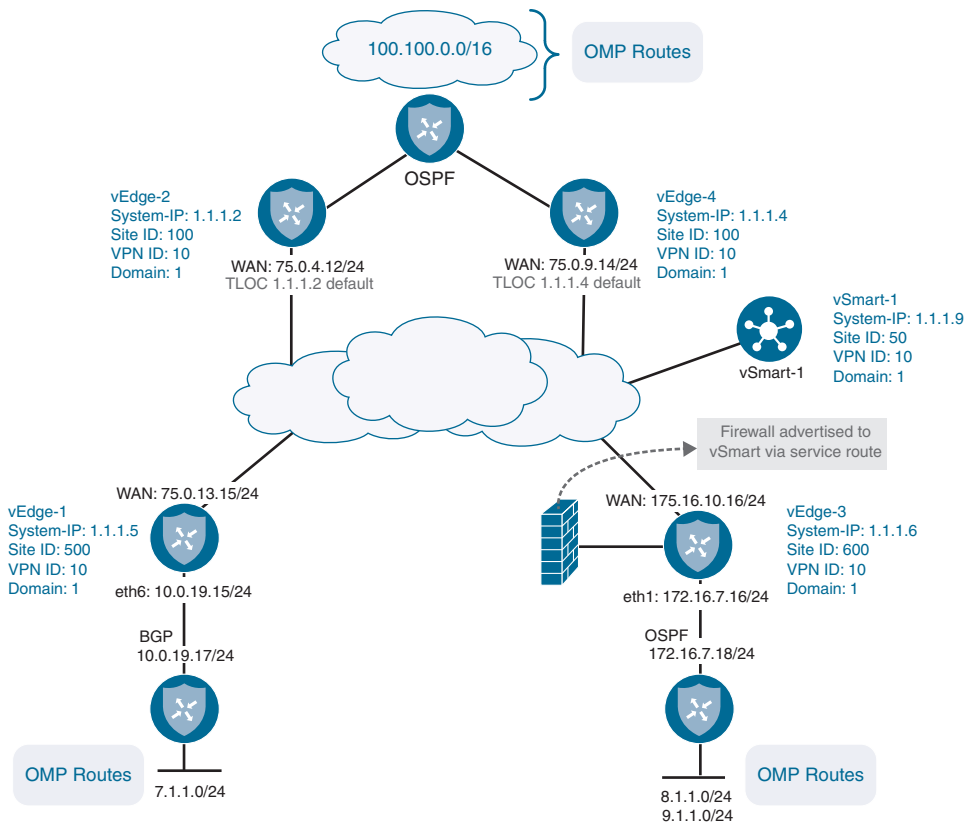 100.100.0.0/16
OMP Routes
OSPF
vEdge-2
System-IP: 1.1.1.2
Site ID: 100
VPN ID: 10
Domain: 1
WAN: 75.0.4.12/24
TLOC 1.1.1.2 default
vEdge-4
System-IP: 1.1.1.4
Site ID: 100
VPN ID: 10
Domain: 1
WAN: 75.0.9.14/24
TLOC 1.1.1.4 default
vSmart-1
System-IP: 1.1.1.9
Site ID: 50
VPN ID: 10
Domain: 1
vSmart-1
Firewall advertised to
vSmart via service route
WAN: 75.0.13.15/24
vEdge-1
System-IP: 1.1.1.5
Site ID: 500
VPN ID: 10
Domain: 1
eth6: 10.0.19.15/24
BGP
10.0.19.17/24
OMP Routes
7.1.1.0/24
WAN: 175.16.10.16/24
vEdge-3
System-IP: 1.1.1.6
Site ID: 600
VPN ID: 10
Domain: 1
eth1: 172.16.7.16/24
OSPF
172.16.7.18/24
OMP Routes
8.1.1.0/24
9.1.1.0/24